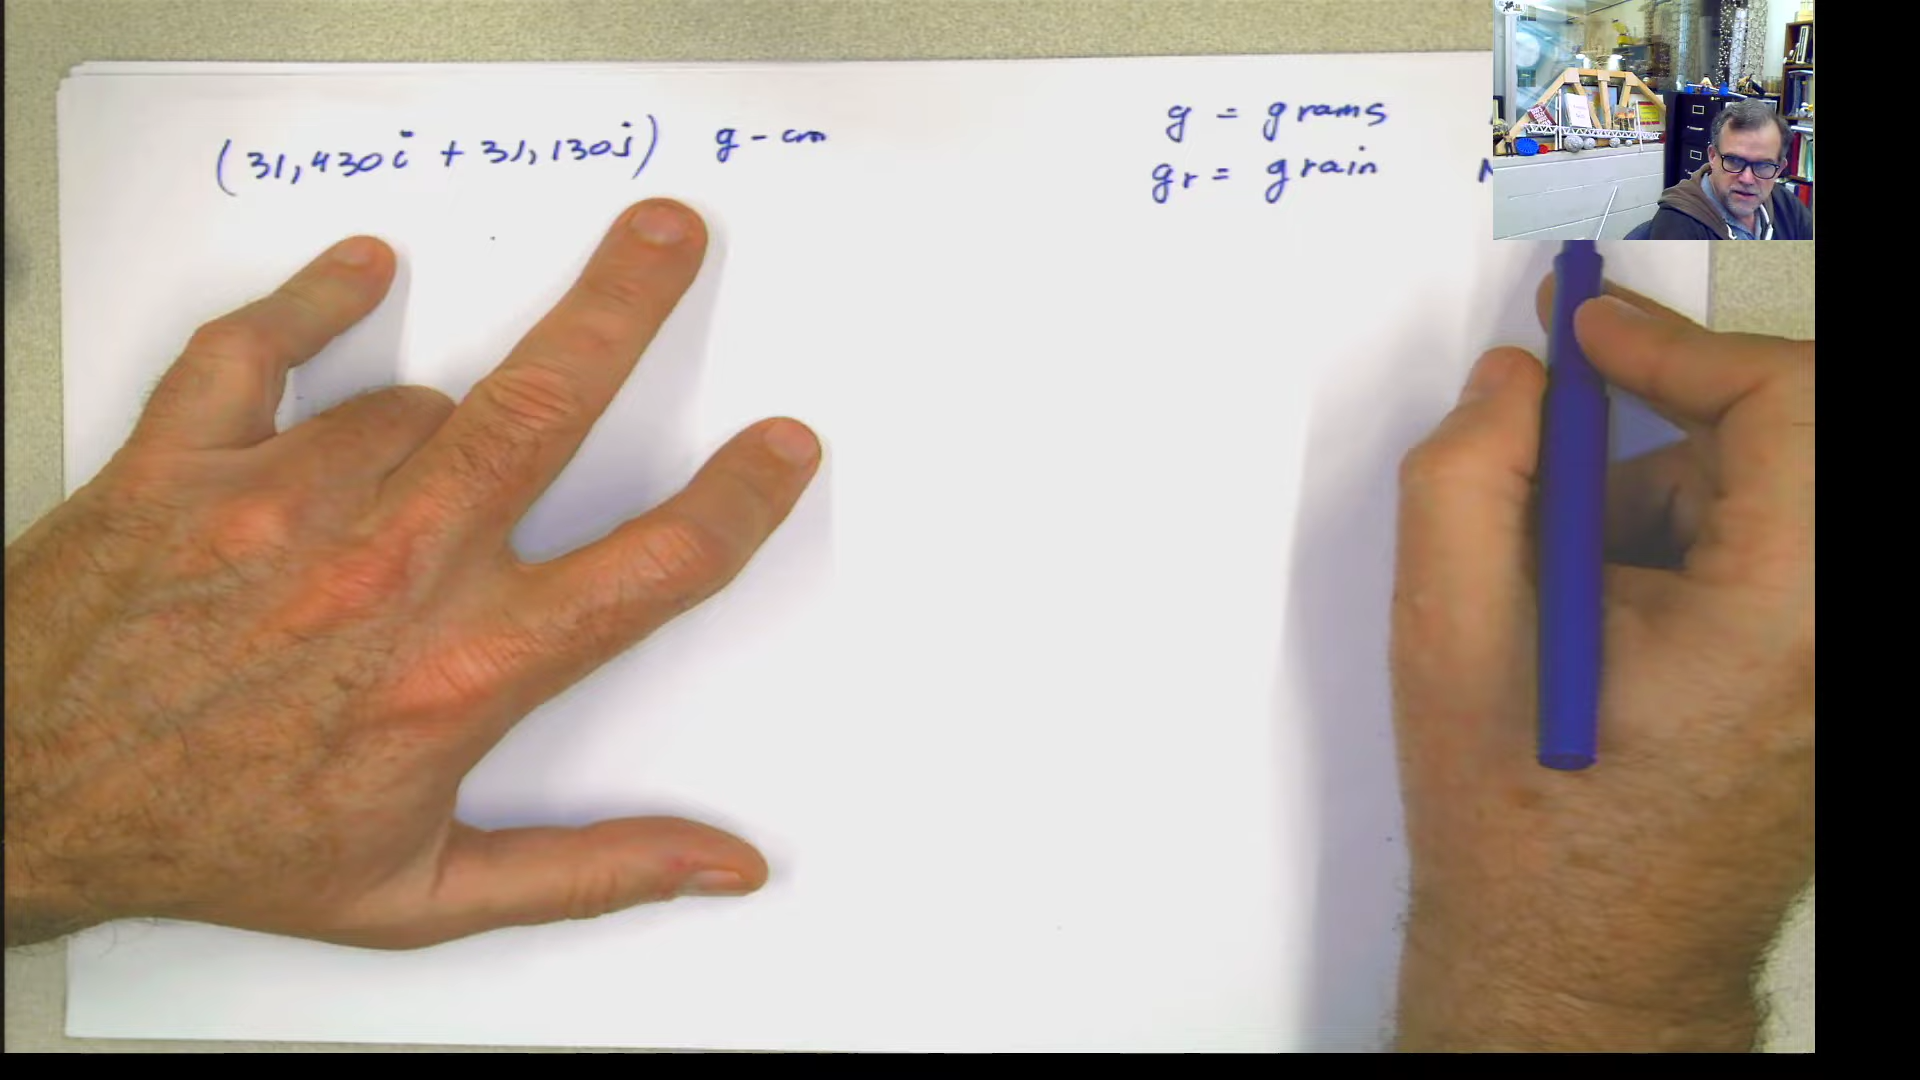 (31,430i + 31,130j) g-cm
g = grams
gr = grain